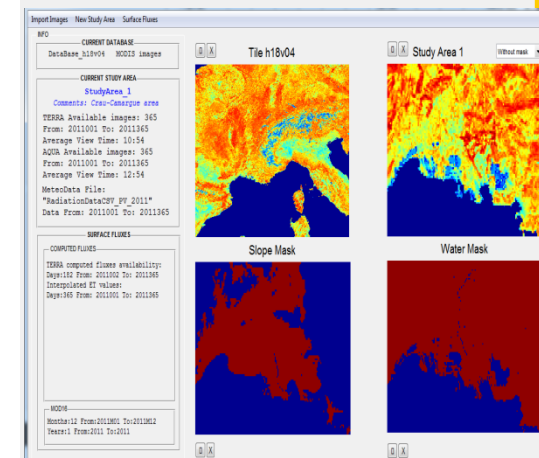 Import Images New Study Area Surface Fluxes
INFO
CURRENT DATABASE
DataBase_h18v04 MODIS images
CURRENT STUDY AREA
StudyArea_1
Comments: Crau-Camargue area
TERRA Available images: 365
From: 2011001 To: 2011365
Average View Time: 10:54
AQUA Available images: 365
From: 2011001 To: 2011365
Average View Time: 12:54
MeteoData File:
"RadiationDataCSV_PV_2011"
Data From: 2011001 To: 2011365
SURFACE FLUXES
COMPUTED FLUXES
TERRA computed fluxes availability:
Days:182 From: 2011002 To: 2011365
Interpolated ET values:
Days:365 From: 2011001 To: 2011365
MOD16
Months:12 From:2011M01 To:2011M12
Years:1 From:2011 To:2011
O X Tile h18v04
O X Study Area 1 Without mask
Slope Mask
Water Mask
O X
O X